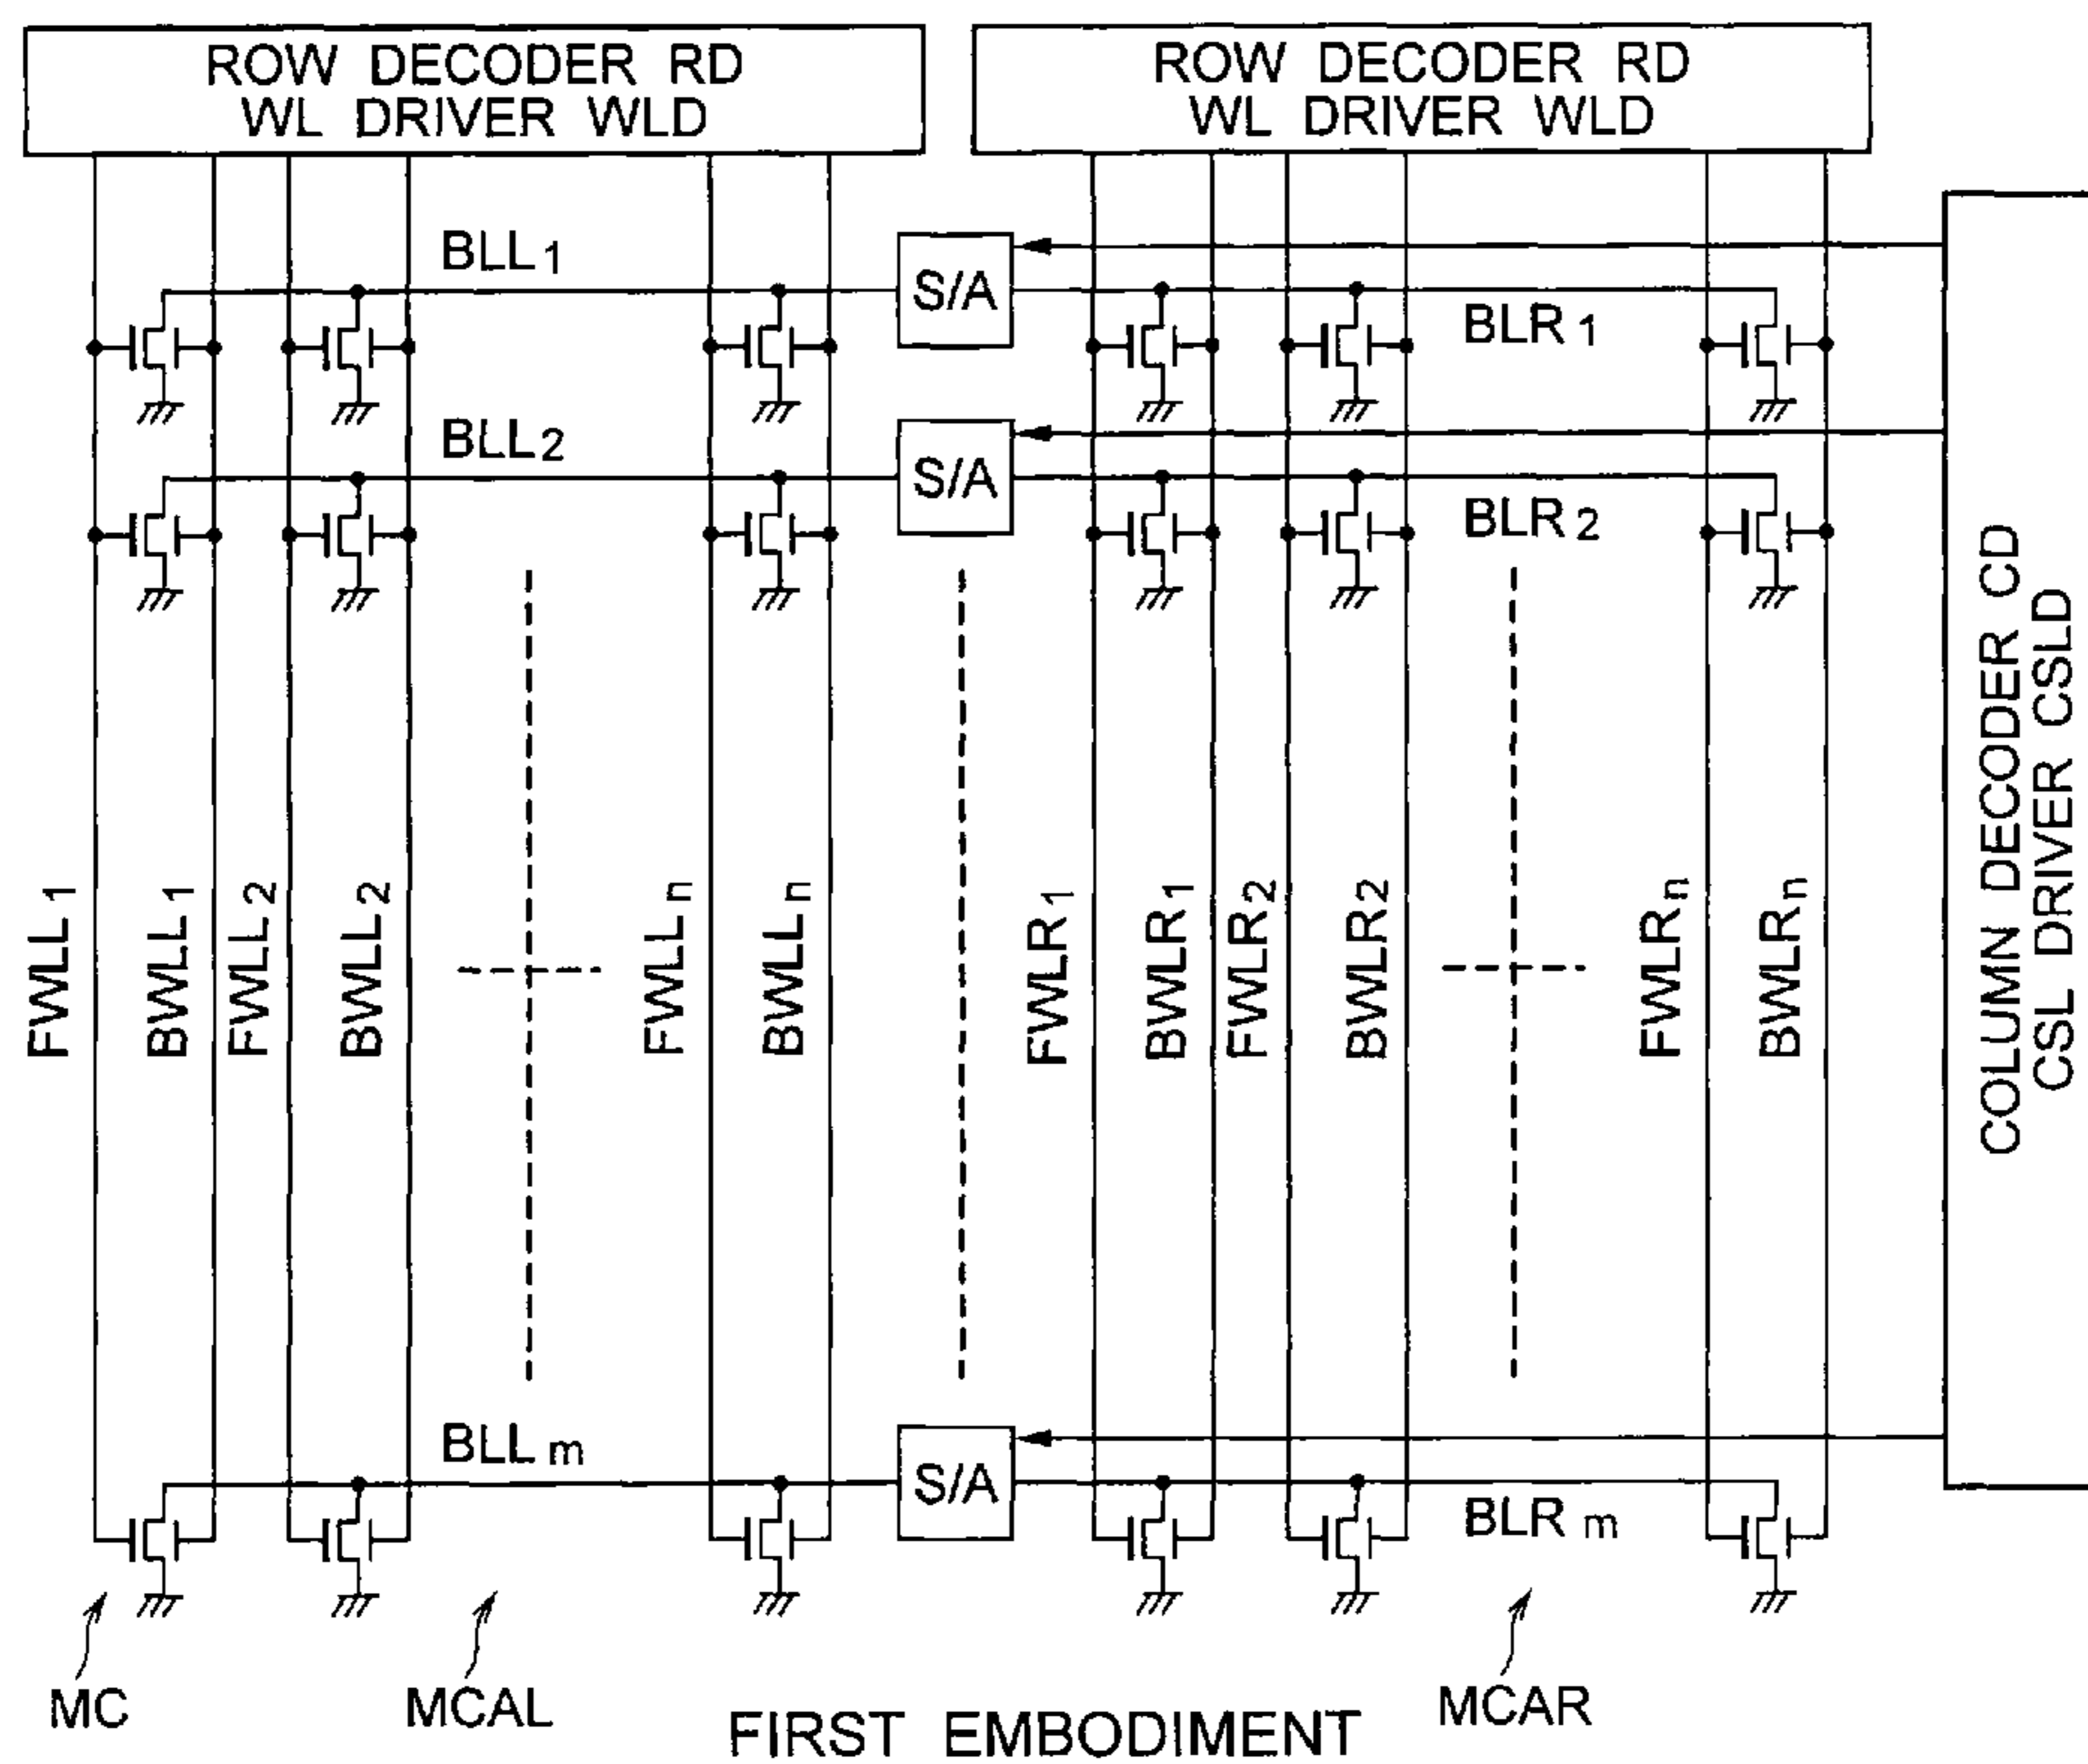 ROW DECODER RD
WL DRIVER WLD
ROW DECODER RD
WL DRIVER WLD
BLL1
S/A
BLR1
BLL2
S/A
BLR2
FWLL1
BWLL1
FWLL2
BWLL2
FWLLn
BWLLn
FWLR1
BWLR1
FWLR2
BWLR2
FWLRn
BWLRn
COLUMN DECODER CD
CSL DRIVER CSLD
BLLm
S/A
BLRm
MC
MCAL
MCAR
FIRST EMBODIMENT